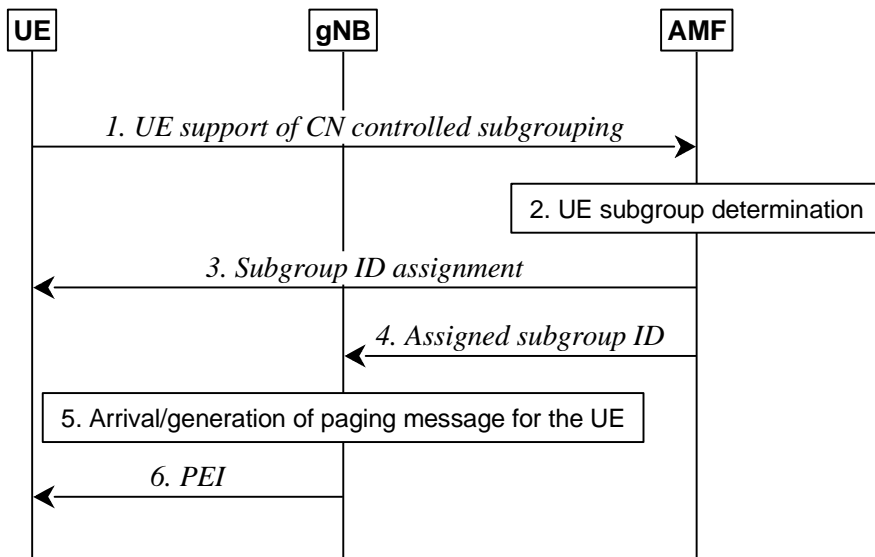 UE
gNB
AMF
1. UE support of CN controlled subgrouping
2. UE subgroup determination
3. Subgroup ID assignment
4. Assigned subgroup ID
5. Arrival/generation of paging message for the UE
6. PEI